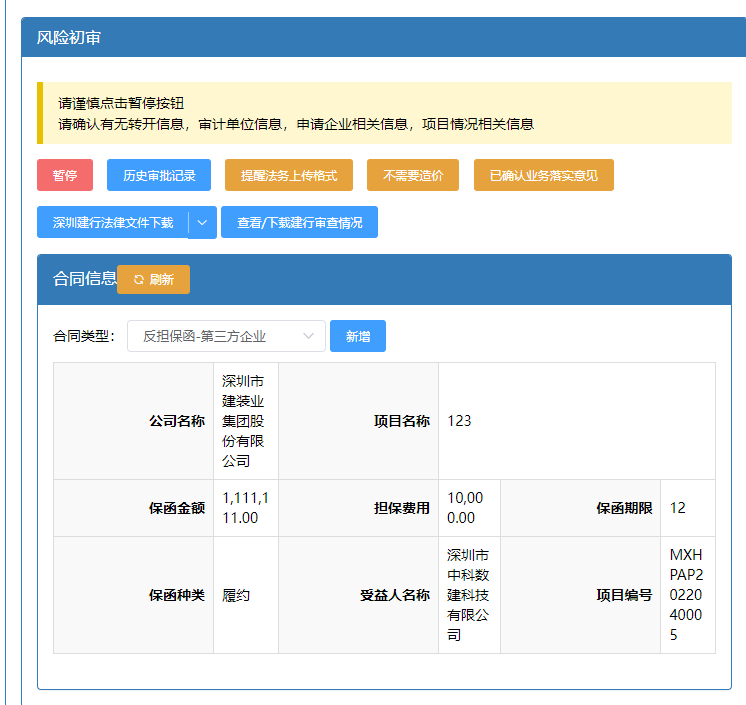 风险初审
请谨慎点击暂停按钮
请确认有无转开信息，审计单位信息，申请企业相关信息，项目情况相关信息
暂停 历史审批记录 提醒法务上传格式 不需要造价 已确认业务落实意见
深圳建行法律文件下载 查看/下载建行审查情况
合同信息 刷新
合同类型： 反担保函-第三方企业 新增
公司名称
深圳市
建装业
集团股
份有限
公司
项目名称
123
保函金额
1,111,1
11.00
担保费用
10,00
0.00
保函期限
12
保函种类
履约
受益人名称
深圳市
中科数
建科技
有限公
司
项目编号
MXH
PAP2
0220
4000
5